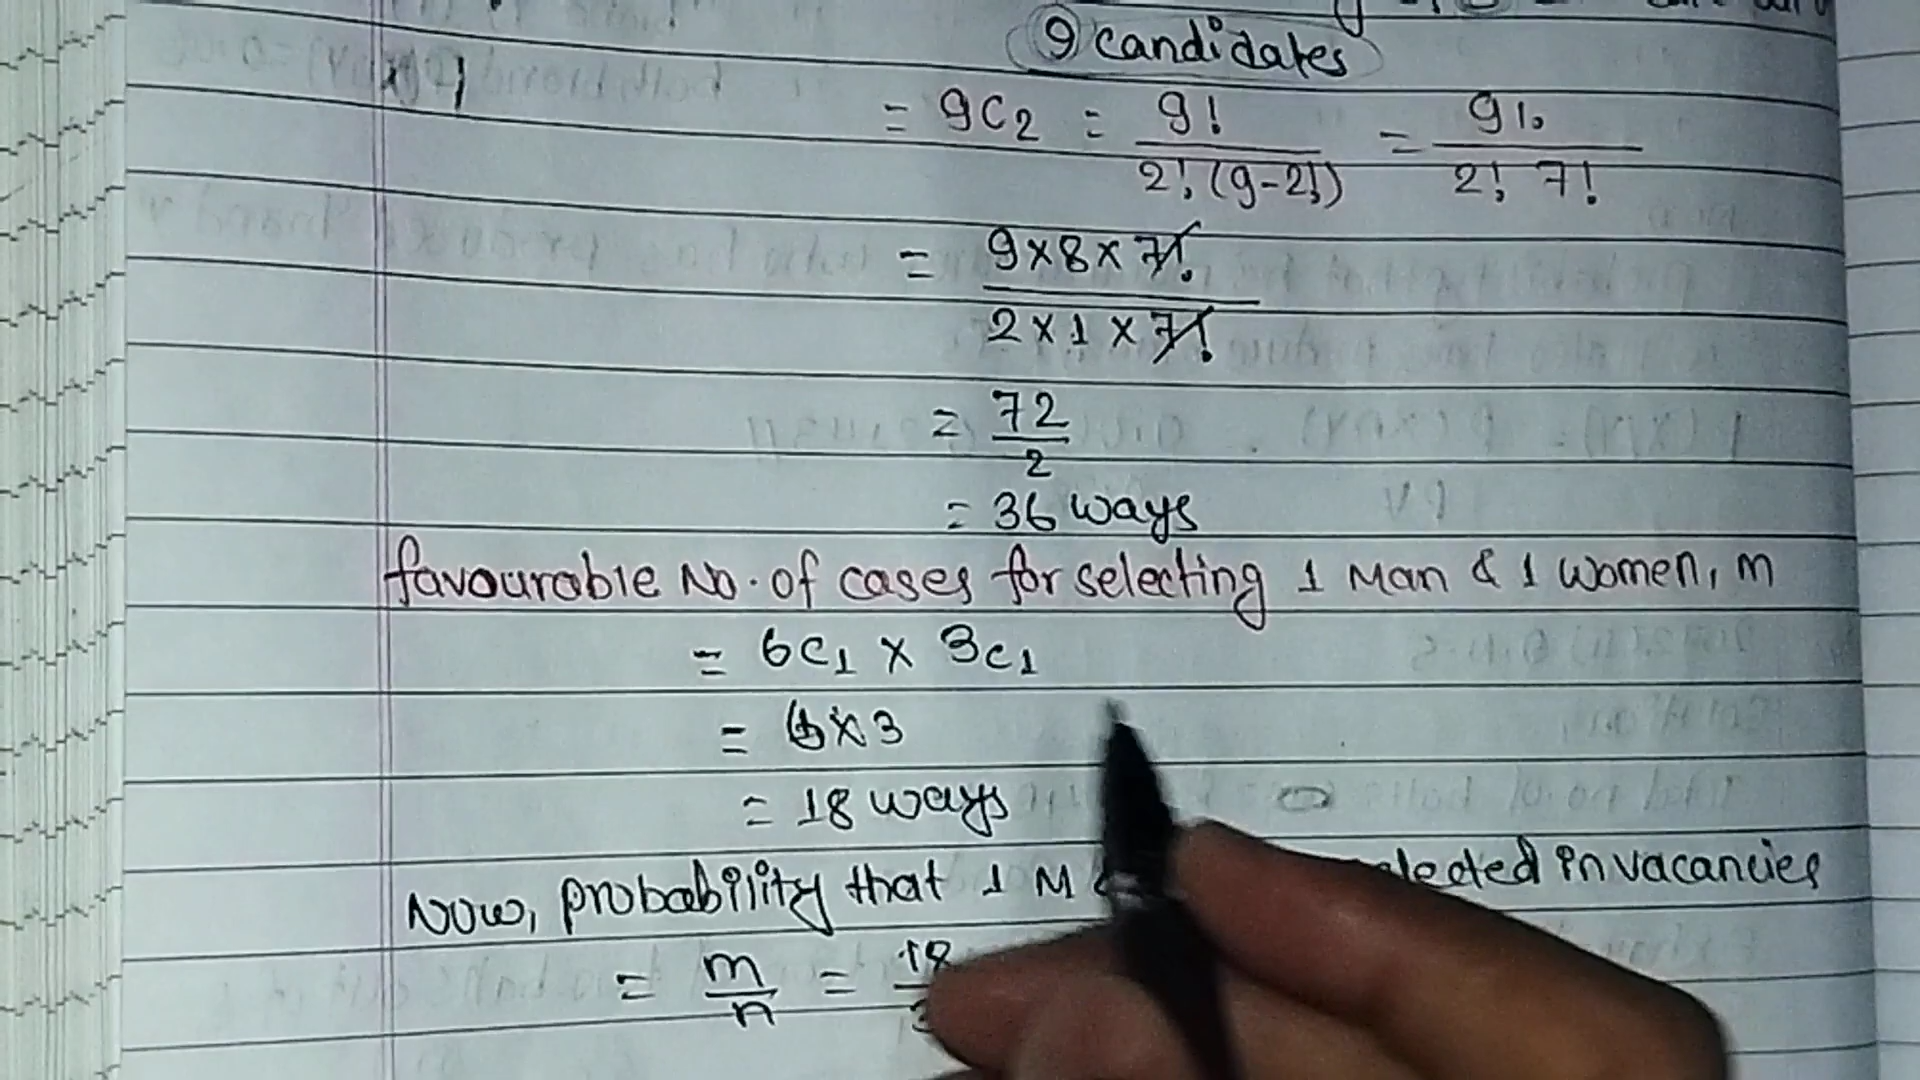 9 candidates
= 9C2 = 9! / 2!(9-2!) = 9! / 2! 7!
= 9×8×7! / 2×1×7!
= 72 / 2
= 36 ways
favourable No. of cases for selecting 1 Man & 1 women, m
= 6C1 × 3C1
= 6×3
= 18 ways
Now, probability that 1 M lected in vacancies
= m / n = 18 / 3